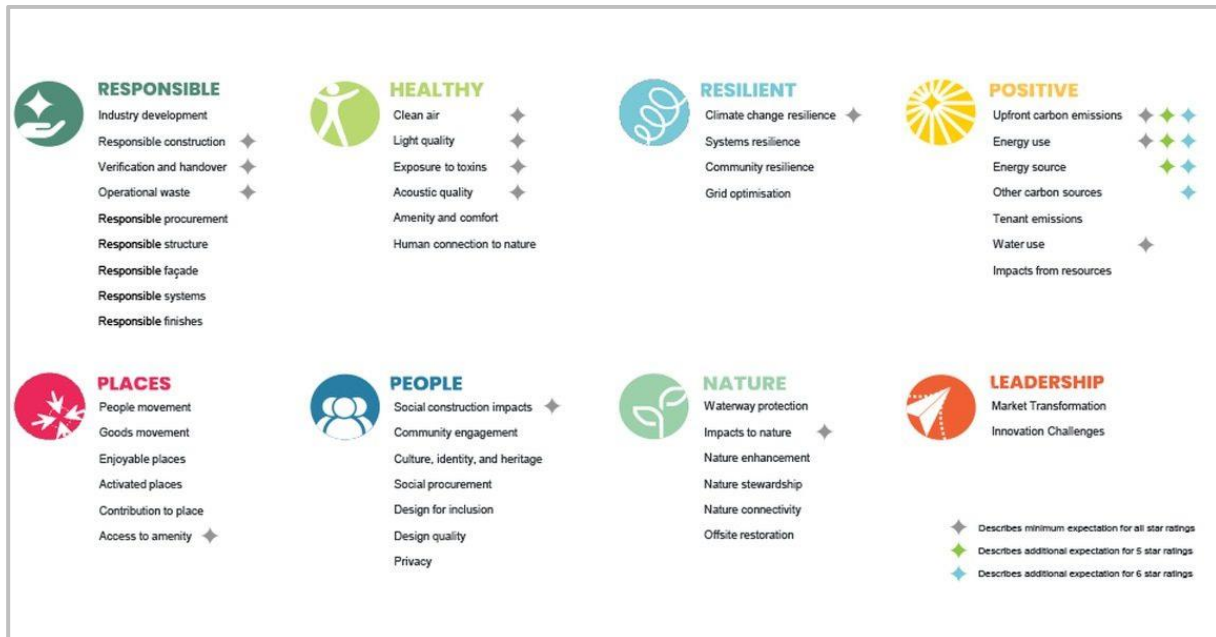 RESPONSIBLE
Industry development
Responsible construction
Verification and handover
Operational waste
Responsible procurement
Responsible structure
Responsible façade
Responsible systems
Responsible finishes
HEALTHY
Clean air
Light quality
Exposure to toxins
Acoustic quality
Amenity and comfort
Human connection to nature
RESILIENT
Climate change resilience
Systems resilience
Community resilience
Grid optimisation
POSITIVE
Upfront carbon emissions
Energy use
Energy source
Other carbon sources
Tenant emissions
Water use
Impacts from resources
PLACES
People movement
Goods movement
Enjoyable places
Activated places
Contribution to place
Access to amenity
PEOPLE
Social construction impacts
Community engagement
Culture, identity, and heritage
Social procurement
Design for inclusion
Design quality
Privacy
NATURE
Waterway protection
Impacts to nature
Nature enhancement
Nature stewardship
Nature connectivity
Offsite restoration
LEADERSHIP
Market Transformation
Innovation Challenges
Describes minimum expectation for all star ratings
Describes additional expectation for 5 star ratings
Describes additional expectation for 6 star ratings